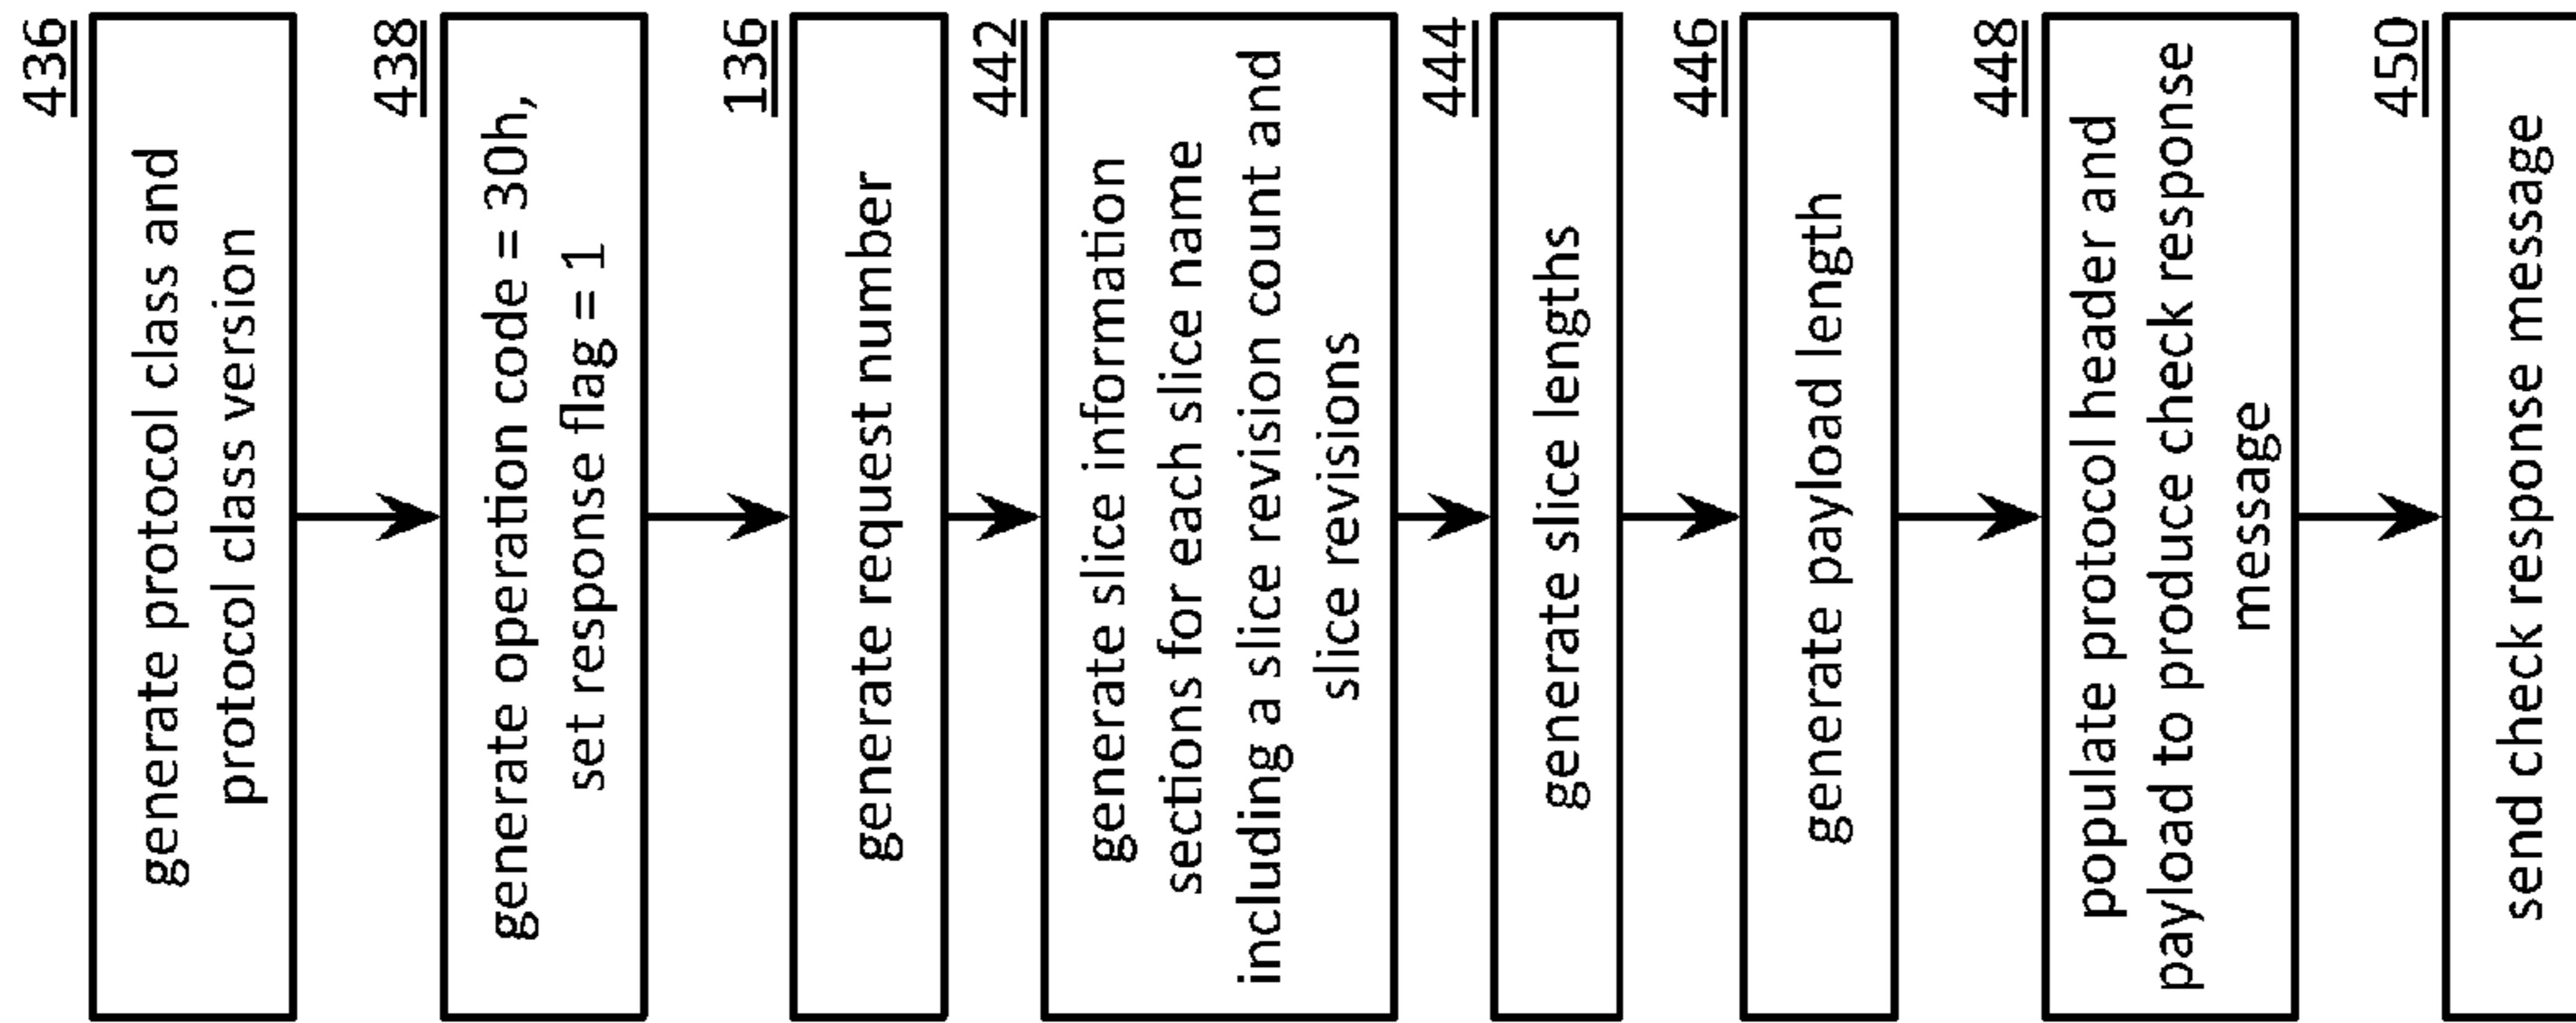 436
generate protocol class and
protocol class version
438
generate operation code = 30h,
set response flag = 1
136
generate request number
442
generate slice information
sections for each slice name
including a slice revision count and
slice revisions
444
generate slice lengths
446
generate payload length
448
populate protocol header and
payload to produce check response
message
450
send check response message